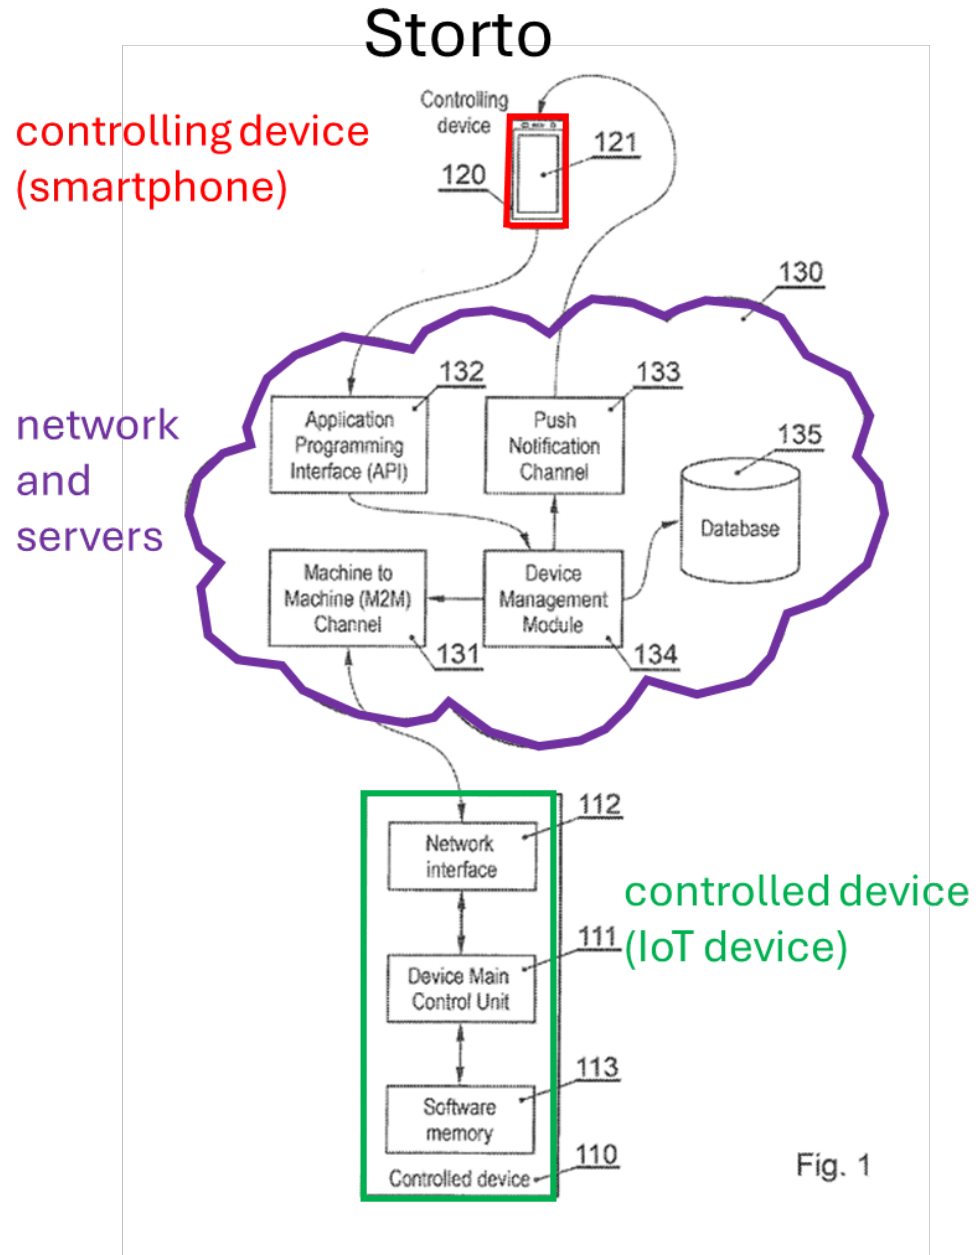 Storto
controlling device
(smartphone)
Controlling
device
121
120
130
132
133
Application
Programming
Interface (API)
Push
Notification
Channel
135
Database
network
and
servers
Machine to
Machine (M2M)
Channel
Device
Management
Module
131
134
112
Network
interface
controlled device
(IoT device)
111
Device Main
Control Unit
113
Software
memory
110
Controlled device
Fig. 1